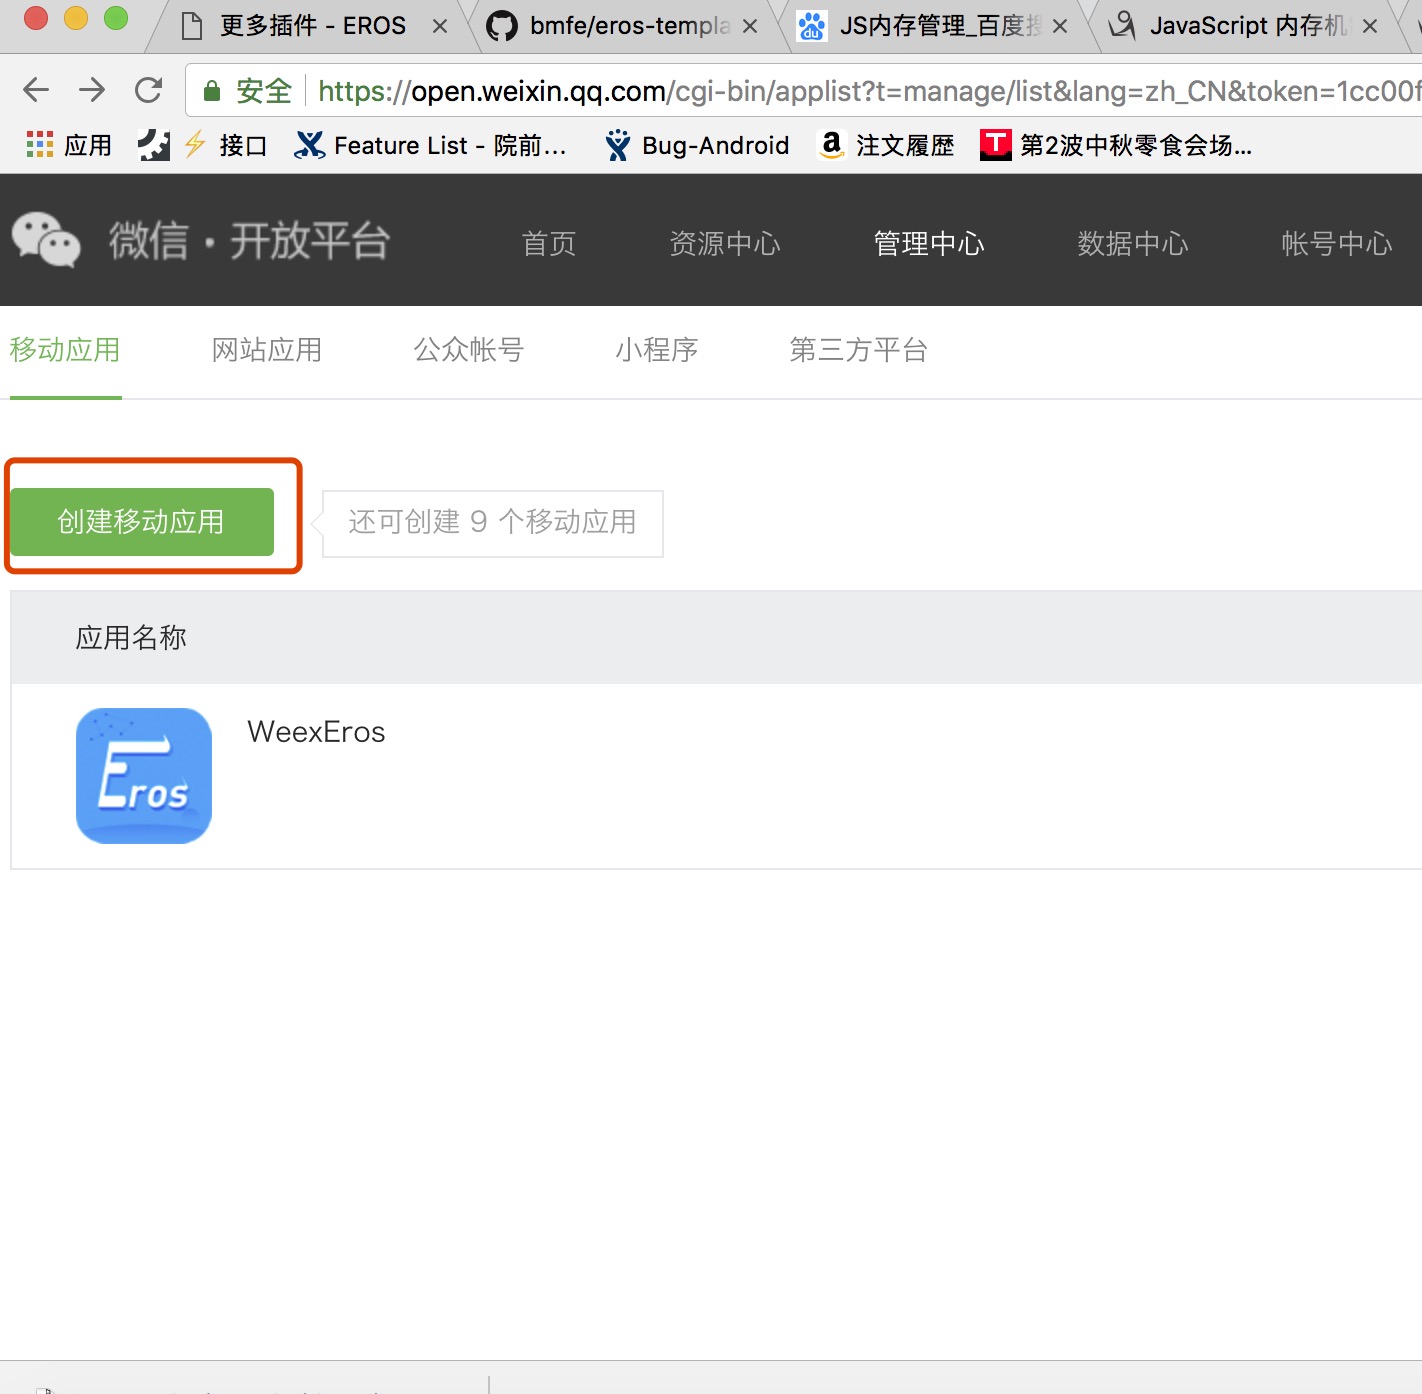 更多插件 - EROS
bmfe/eros-templa
JS内存管理_百度搜
JavaScript 内存机
安全
https://open.weixin.qq.com/cgi-bin/applist?t=manage/list&lang=zh_CN&token=1cc00f
应用
接口
Feature List - 院前...
Bug-Android
注文履歴
第2波中秋零食会场...
微信·开放平台
首页
资源中心
管理中心
数据中心
帐号中心
移动应用
网站应用
公众帐号
小程序
第三方平台
创建移动应用
还可创建 9 个移动应用
应用名称
Eros
WeexEros